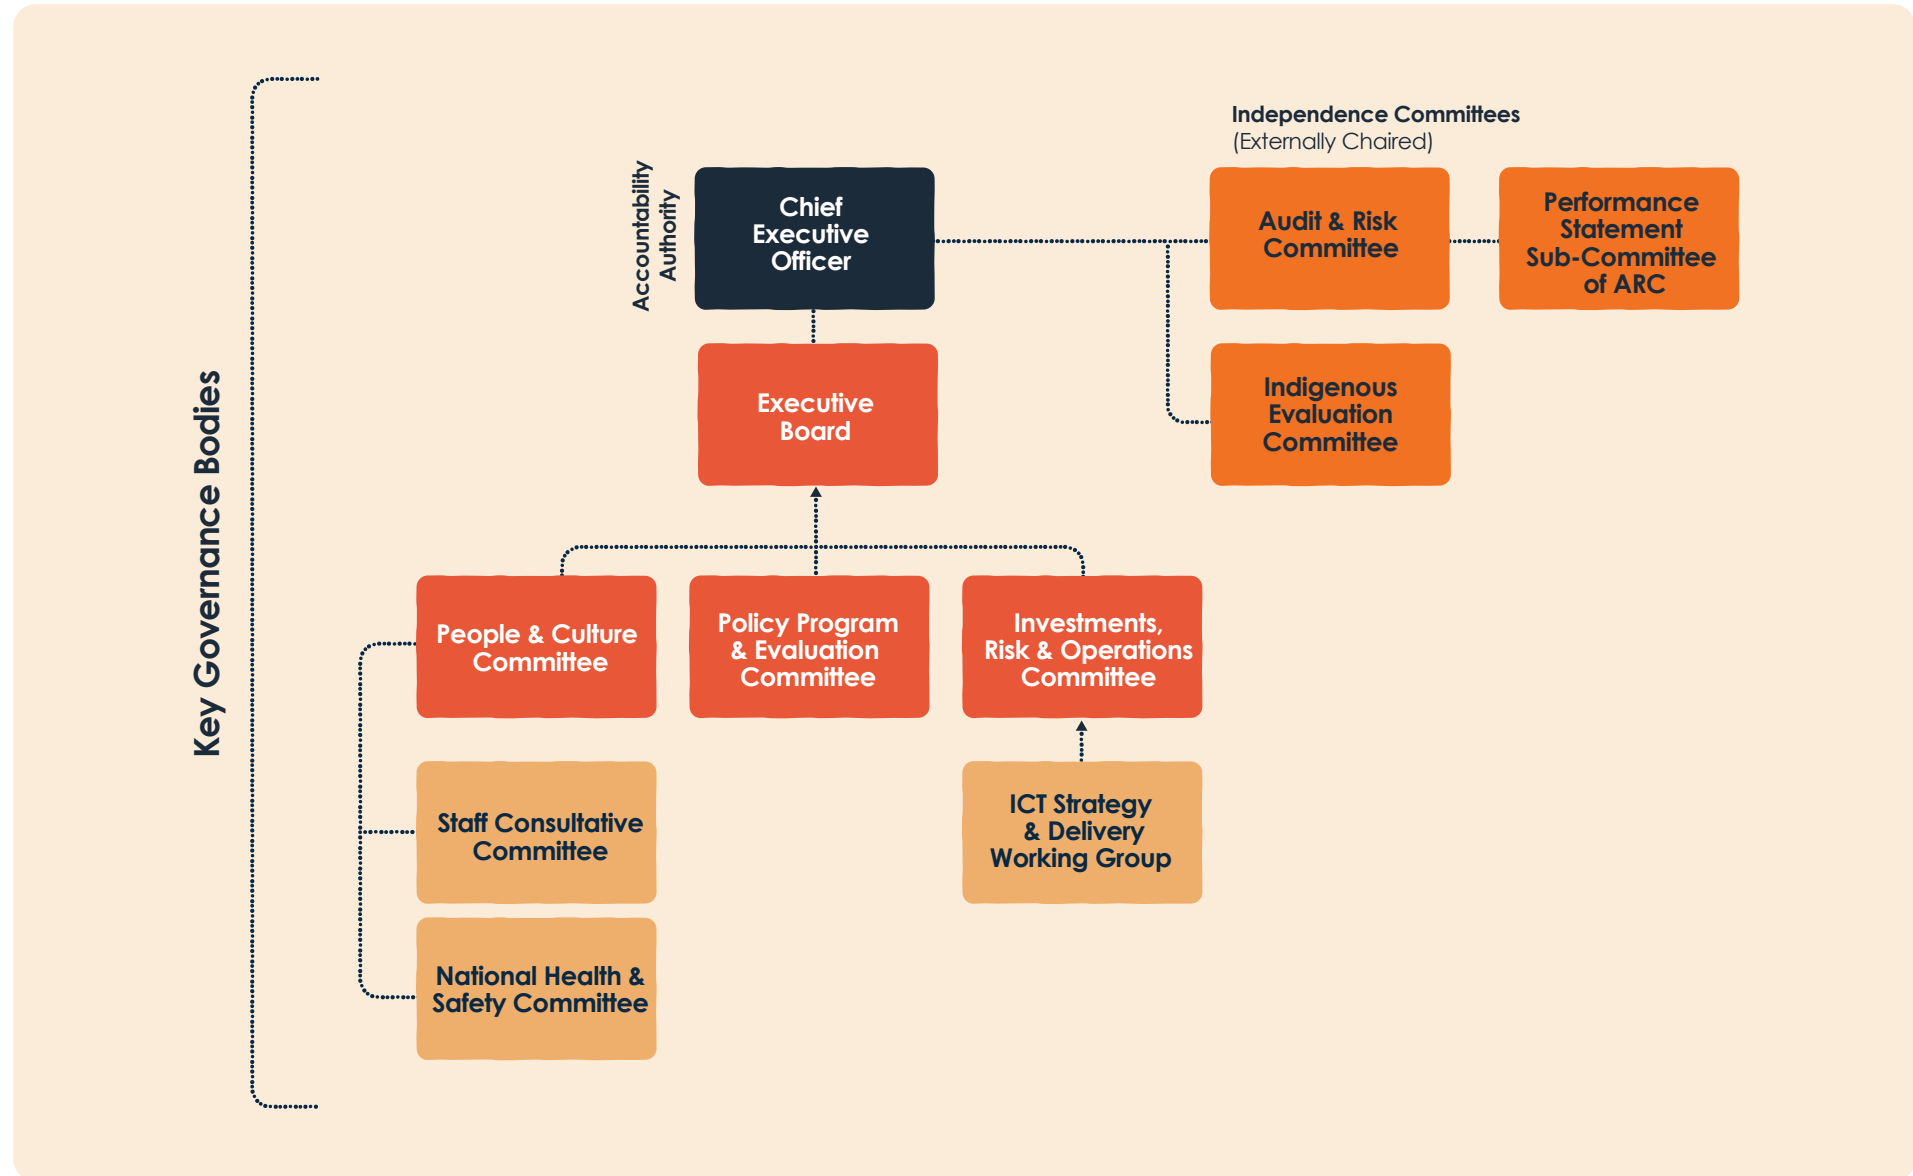 Key Governance Bodies
Accountability
Authority
Chief
Executive
Officer
Independence Committees
(Externally Chaired)
Audit & Risk
Committee
Performance
Statement
Sub-Committee
of ARC
Executive
Board
Indigenous
Evaluation
Committee
People & Culture
Committee
Policy Program
& Evaluation
Committee
Investments,
Risk & Operations
Committee
Staff Consultative
Committee
ICT Strategy
& Delivery
Working Group
National Health &
Safety Committee